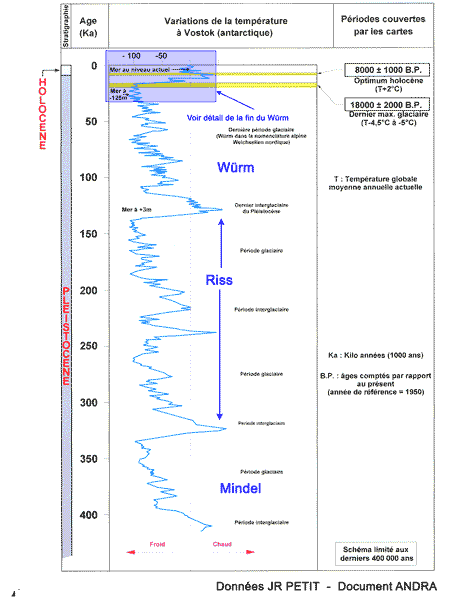 Stratigraphie
Age
(Ka)
Variations de la température
à Vostok (antarctique)
Périodes couvertes
par les cartes
- 100 -50
0
Mer au niveau actuel
8000 ± 1000 B.P.
Optimum holocène
(T+2°C)
HOLOCENE
Mer à
-125m
18000 ± 2000 B.P.
Dernier max. glaciaire
(T-4,5°C à -5°C)
Voir détail de la fin du Würm
50
Dernière période glaciaire
(Würm dans la nomenclature alpine
Weichselien nordique)
Würm
100
T : Température globale
moyenne annuelle actuelle
Mer à +3m
Dernier interglaciaire
du Pleistocène
150
Période glaciaire
Riss
200
Période interglaciaire
PLEISTOCENE
250
Ka : Kilo années (1000 ans)
Période glaciaire
B.P. : âges comptés par rapport
au présent
(année de référence = 1950)
300
Période interglaciaire
350
Période glaciaire
Mindel
400
Période interglaciaire
Froid
Chaud
Schéma limité aux
derniers 400 000 ans
Données JR PETIT - Document ANDRA